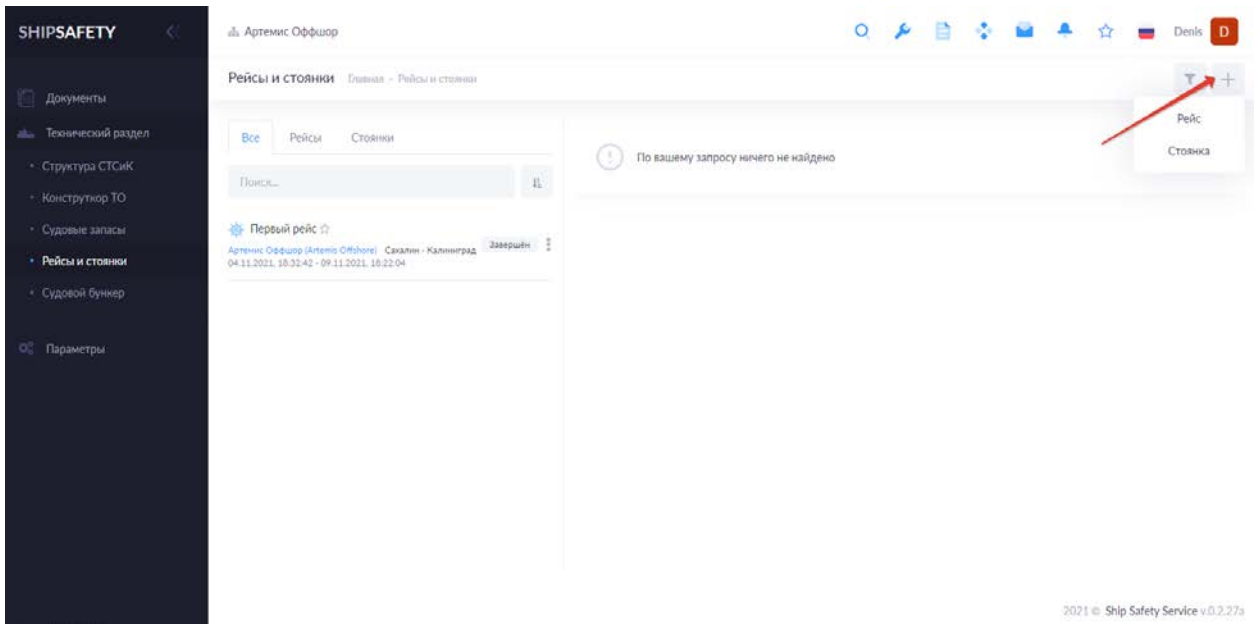 SHIPSAFETY
Артемис Оффшор
Denis D
Рейсы и стоянки Главная - Рейсы и стоянки
Рейс
Стоянка
Документы
Технический раздел
Структура СТСиК
Конструткор ТО
Судовые запасы
Рейсы и стоянки
Судовой бункер
Параметры
Все Рейсы Стоянки
Поиск...
Первый рейс
Артемис Оффшор (Artemis Offshore) Сахалин - Калининград
04.11.2021, 18:32:42 - 09.11.2021, 18:22:04
Завершён
По вашему запросу ничего не найдено
2021 © Ship Safety Service v.0.2.27a